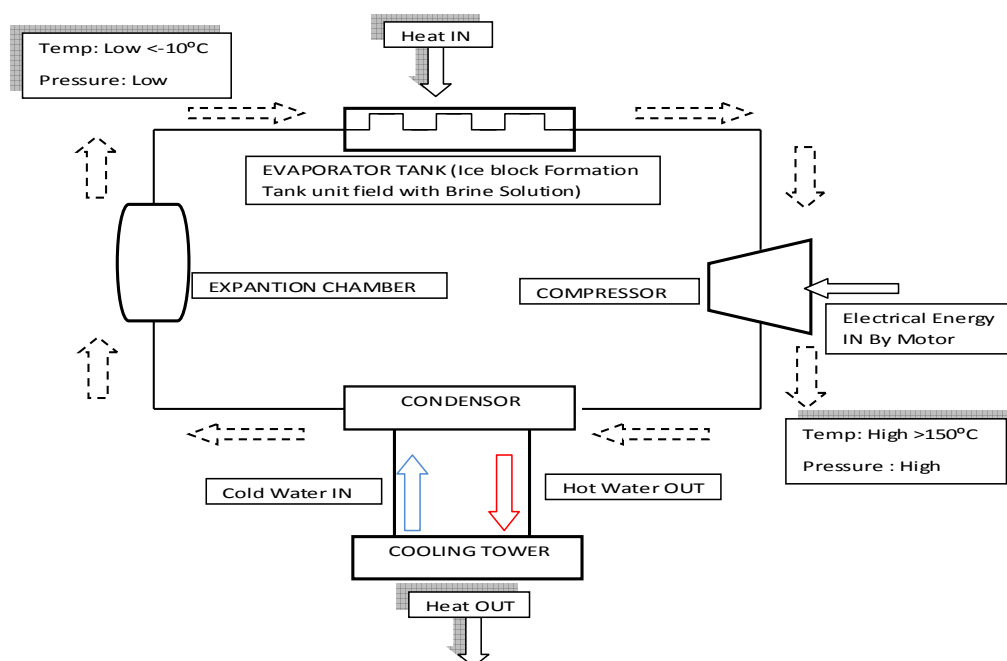 Temp: Low <-10°C
Pressure: Low
Heat IN
EVAPORATOR TANK (Ice block Formation
Tank unit field with Brine Solution)
EXPANTION CHAMBER
COMPRESSOR
Electrical Energy
IN By Motor
CONDENSOR
Temp: High >150°C
Pressure : High
Cold Water IN
Hot Water OUT
COOLING TOWER
Heat OUT